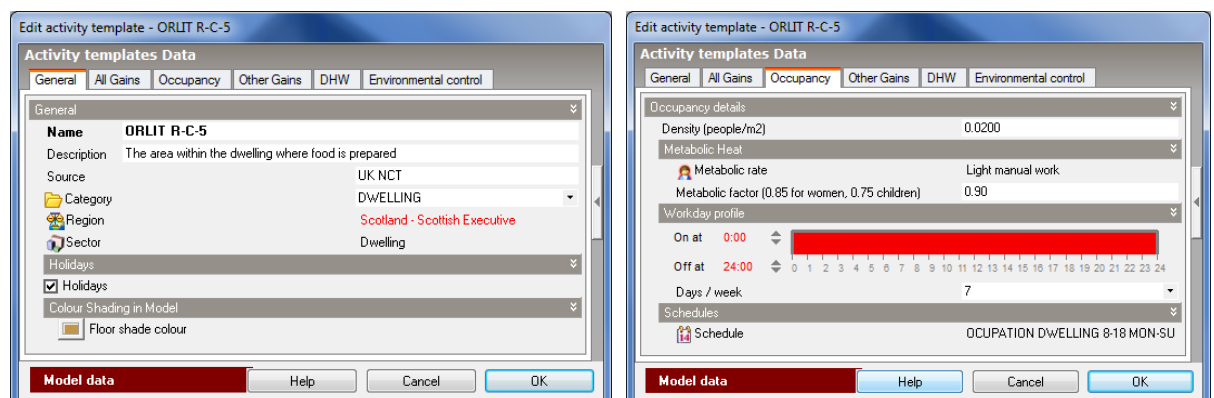 Edit activity template - ORLIT R-C-5
Activity templates Data
General All Gains Occupancy Other Gains DHW Environmental control
General
Name ORLIT R-C-5
Description The area within the dwelling where food is prepared
Source UK NCT
Category DWELLING
Region Scotland - Scottish Executive
Sector Dwelling
Holidays
Holidays
Colour Shading in Model
Floor shade colour
Model data Help Cancel OK
Edit activity template - ORLIT R-C-5
Activity templates Data
General All Gains Occupancy Other Gains DHW Environmental control
Occupancy details
Density (people/m2) 0.0200
Metabolic Heat
Metabolic rate Light manual work
Metabolic factor (0.85 for women, 0.75 children) 0.90
Workday profile
On at 0:00
Off at 24:00 0 1 2 3 4 5 6 7 8 9 10 11 12 13 14 15 16 17 18 19 20 21 22 23 24
Days / week 7
Schedules
14 Schedule OCUPATION DWELLING 8-18 MON-SU
Model data Help Cancel OK